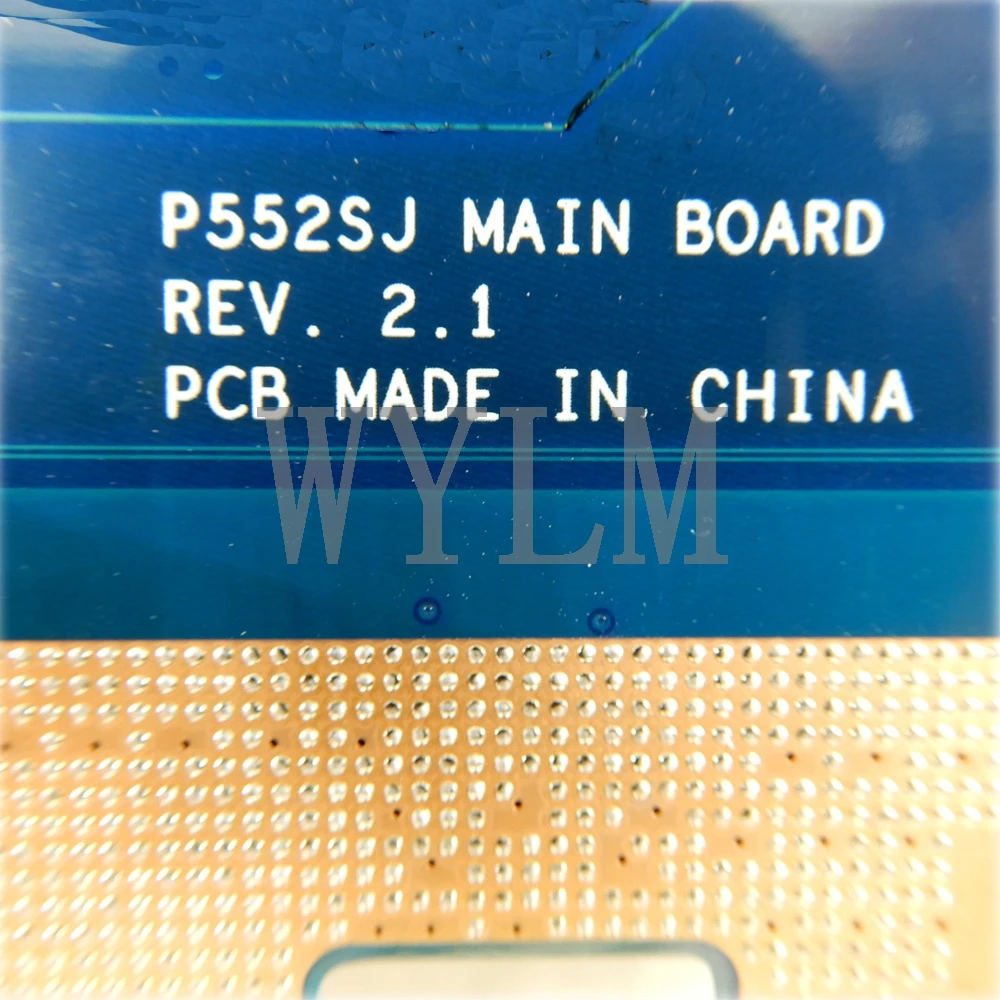 P552SJ MAIN BOARD
REV. 2.1
PCB MADE IN CHINA
WYLM